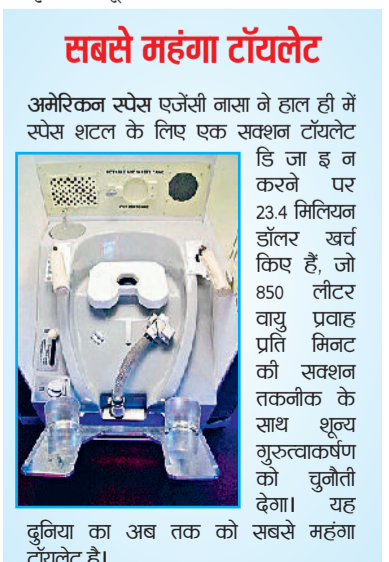 सबसे महंगा टॉयलेट
अमेरिकन स्पेस एजेंसी नासा ने हाल ही में
स्पेस शटल के लिए एक सक्शन टॉयलेट
डि जा इ न
करने पर
23.4 मिलियन
डॉलर खर्च
किए हैं, जो
850 लीटर
वायु प्रवाह
प्रति मिनट
की सक्शन
तकनीक के
साथ शून्य
गुरुत्वाकर्षण
को चुनौती
देगा। यह
दुनिया का अब तक को सबसे महंगा
टॉयलेट है।